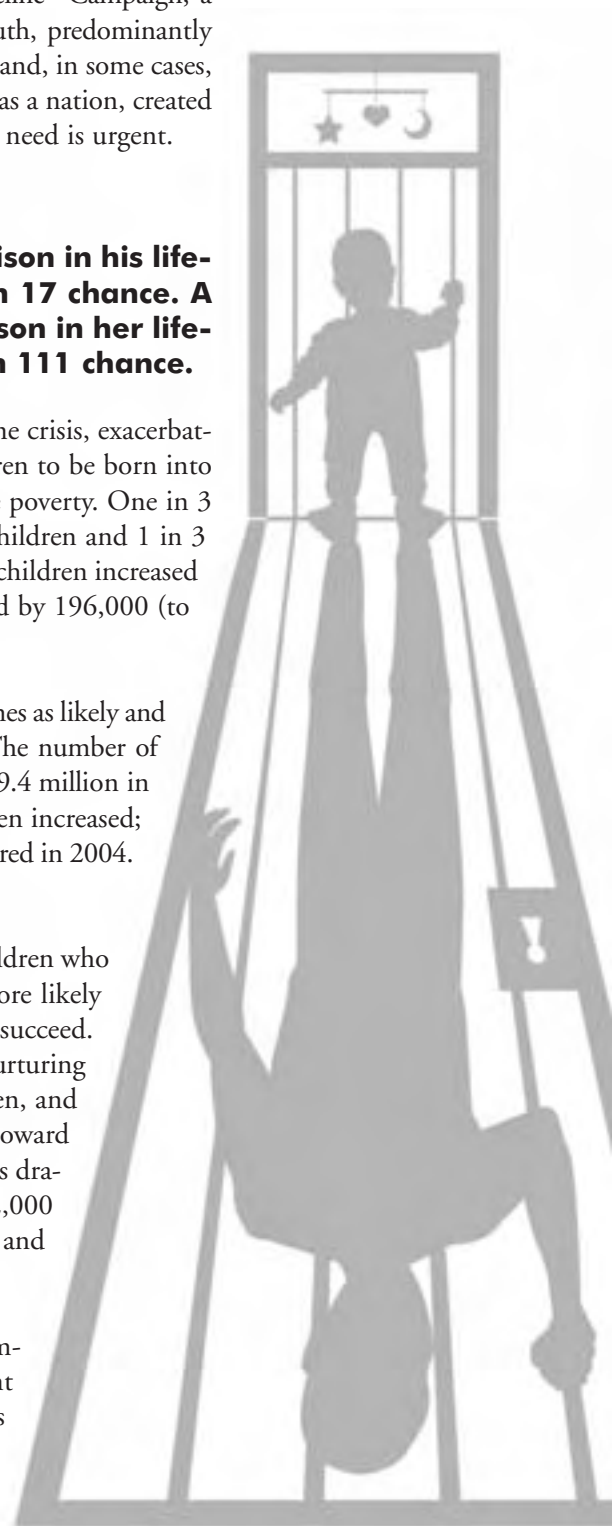 Campaign, a
uth, predominantly
and, in some cases,
as a nation, created
need is urgent.
ison in his life-
n 17 chance. A
son in her life-
n 111 chance.
ne crisis, exacerbat-
ren to be born into
poverty. One in 3
hildren and 1 in 3
children increased
d by 196,000 (to
nes as likely and
The number of
9.4 million in
en increased;
red in 2004.
ldren who
ore likely
succeed.
urturing
en, and
oward
s dra-
,000
and
m-
nt
s